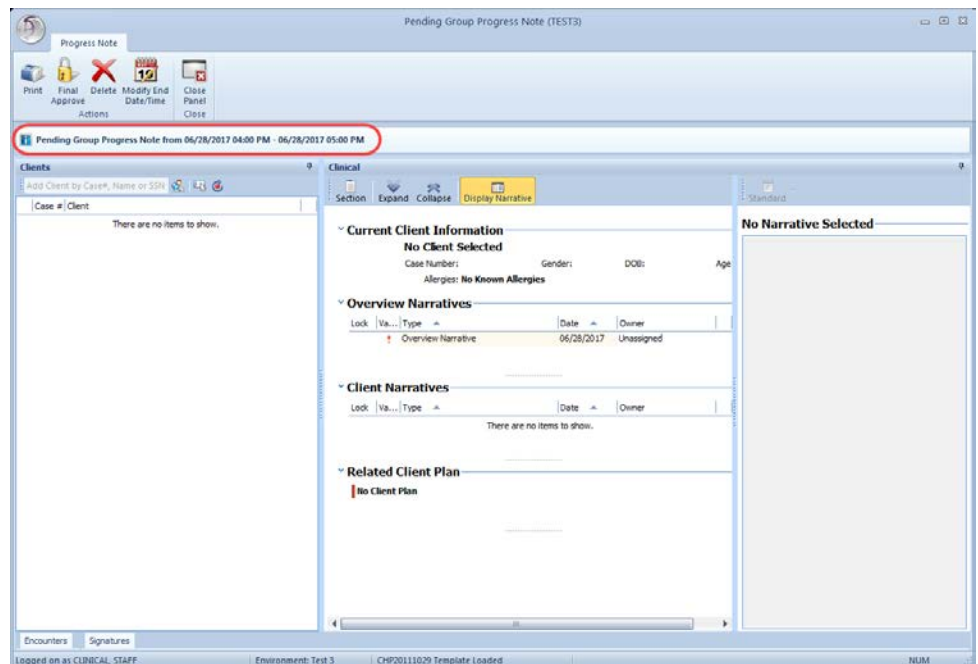 Pending Group Progress Note (TEST3)
Progress Note
Print Final Approve Delete Modify End Date/Time Close Panel
Actions Close
Pending Group Progress Note from 06/28/2017 04:00 PM - 06/28/2017 05:00 PM
Clients
Add Client by Case#, Name or SSN
Case # Client
There are no items to show.
Clinical
Section Expand Collapse Display Narrative
Current Client Information
No Client Selected
Case Number: Gender: DOB: Age
Allergies: No Known Allergies
Overview Narratives
Lock Va... Type Date Owner
! Overview Narrative 06/28/2017 Unassigned
Client Narratives
Lock Va... Type Date Owner
There are no items to show.
Related Client Plan
No Client Plan
Standard
No Narrative Selected
Encounters Signatures
Logged on as CLINICAL, STAFF Environment: Test 3 CHP20111029 Template Loaded NUM